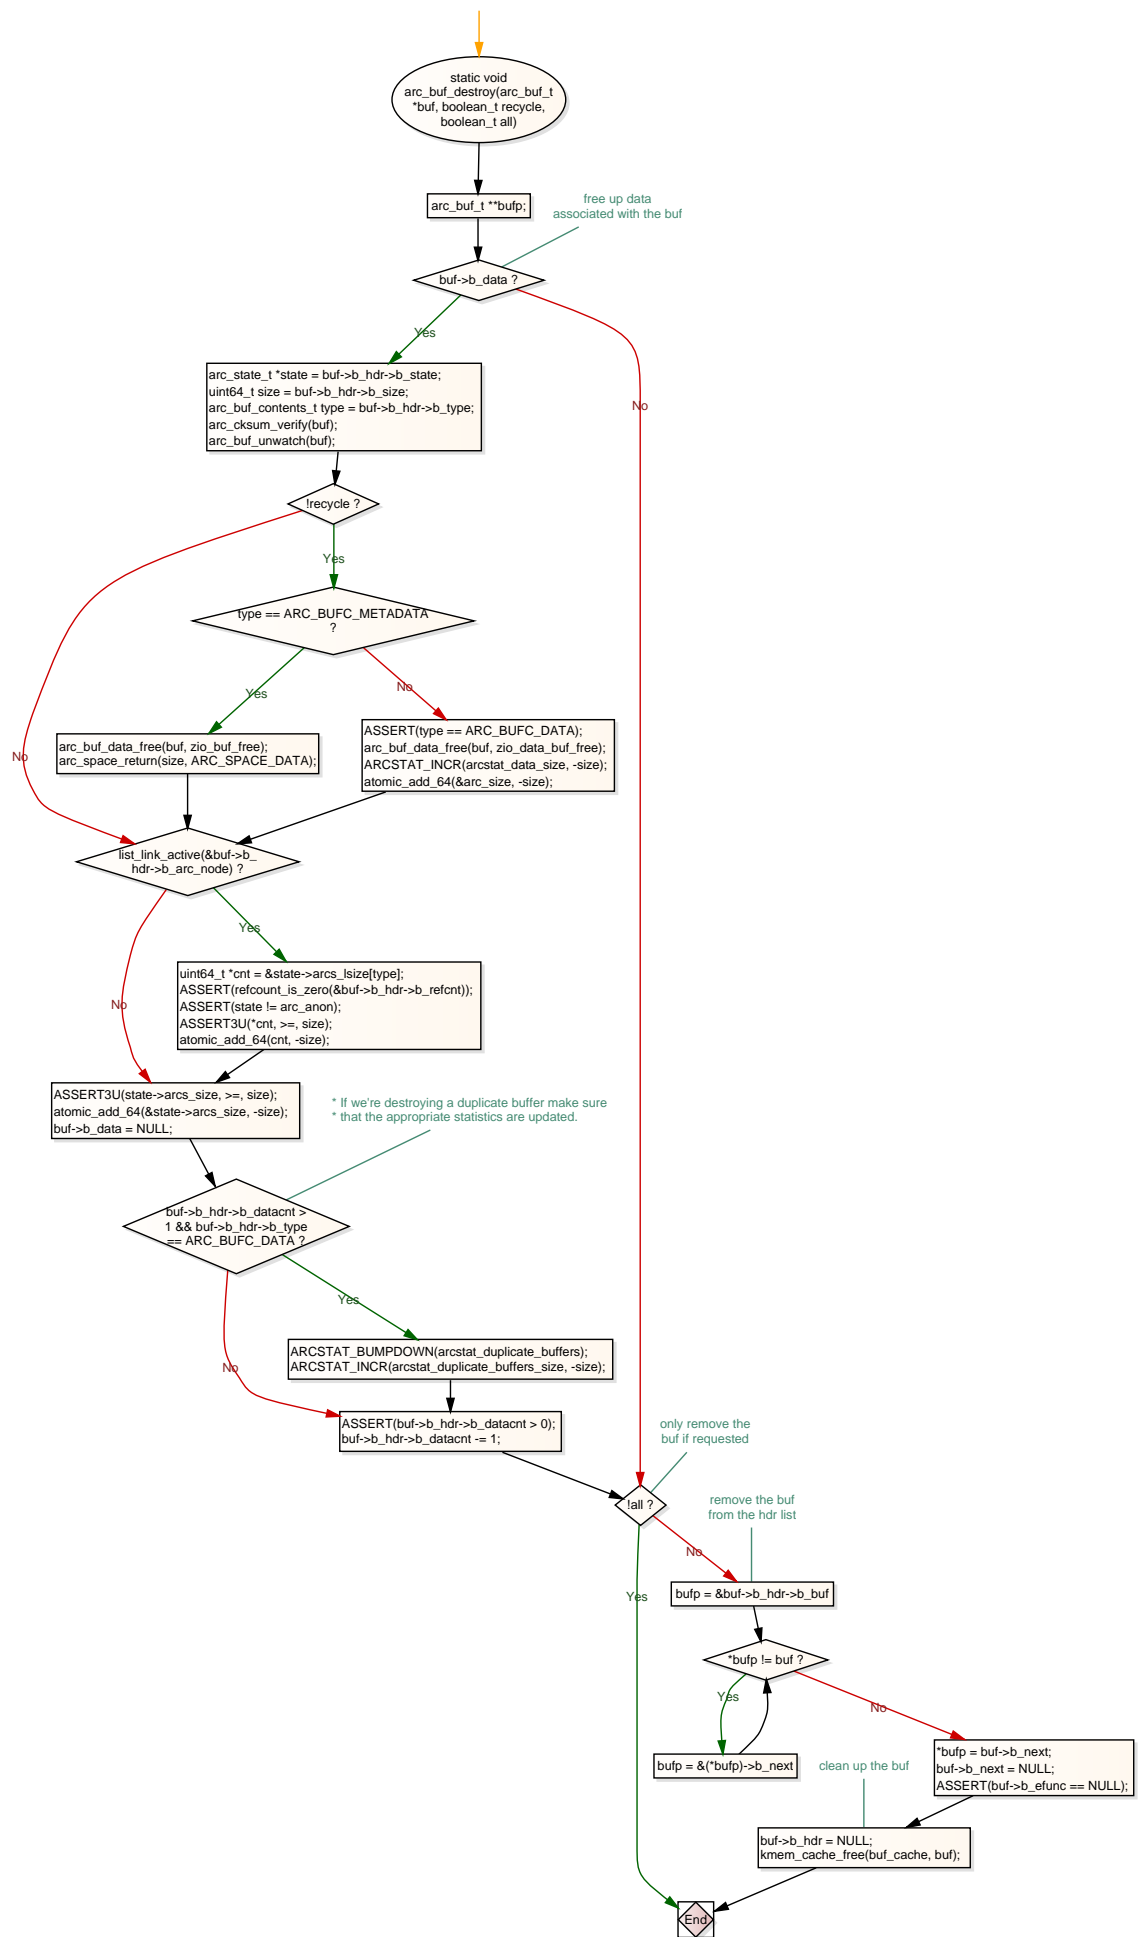 static void
arc_buf_destroy(arc_buf_t
*buf, boolean_t recycle,
boolean_t all)
arc_buf_t **bufp;
free up data
associated with the buf
buf->b_data ?
Yes
No
arc_state_t *state = buf->b_hdr->b_state;
uint64_t size = buf->b_hdr->b_size;
arc_buf_contents_t type = buf->b_hdr->b_type;
arc_cksum_verify(buf);
arc_buf_unwatch(buf);
!recycle ?
Yes
No
type == ARC_BUFC_METADATA
?
Yes
No
arc_buf_data_free(buf, zio_buf_free);
arc_space_return(size, ARC_SPACE_DATA);
ASSERT(type == ARC_BUFC_DATA);
arc_buf_data_free(buf, zio_data_buf_free);
ARCSTAT_INCR(arcstat_data_size, -size);
atomic_add_64(&arc_size, -size);
list_link_active(&buf->b_
hdr->b_arc_node) ?
Yes
No
uint64_t *cnt = &state->arcs_lsize[type];
ASSERT(refcount_is_zero(&buf->b_hdr->b_refcnt));
ASSERT(state != arc_anon);
ASSERT3U(*cnt, >=, size);
atomic_add_64(cnt, -size);
ASSERT3U(state->arcs_size, >=, size);
atomic_add_64(&state->arcs_size, -size);
buf->b_data = NULL;
* If we're destroying a duplicate buffer make sure
* that the appropriate statistics are updated.
buf->b_hdr->b_datacnt >
1 && buf->b_hdr->b_type
== ARC_BUFC_DATA ?
Yes
No
ARCSTAT_BUMPDOWN(arcstat_duplicate_buffers);
ARCSTAT_INCR(arcstat_duplicate_buffers_size, -size);
ASSERT(buf->b_hdr->b_datacnt > 0);
buf->b_hdr->b_datacnt -= 1;
only remove the
buf if requested
!all ?
Yes
No
remove the buf
from the hdr list
bufp = &buf->b_hdr->b_buf
*bufp != buf ?
Yes
No
bufp = &(*bufp)->b_next
*bufp = buf->b_next;
buf->b_next = NULL;
ASSERT(buf->b_efunc == NULL);
clean up the buf
buf->b_hdr = NULL;
kmem_cache_free(buf_cache, buf);
End